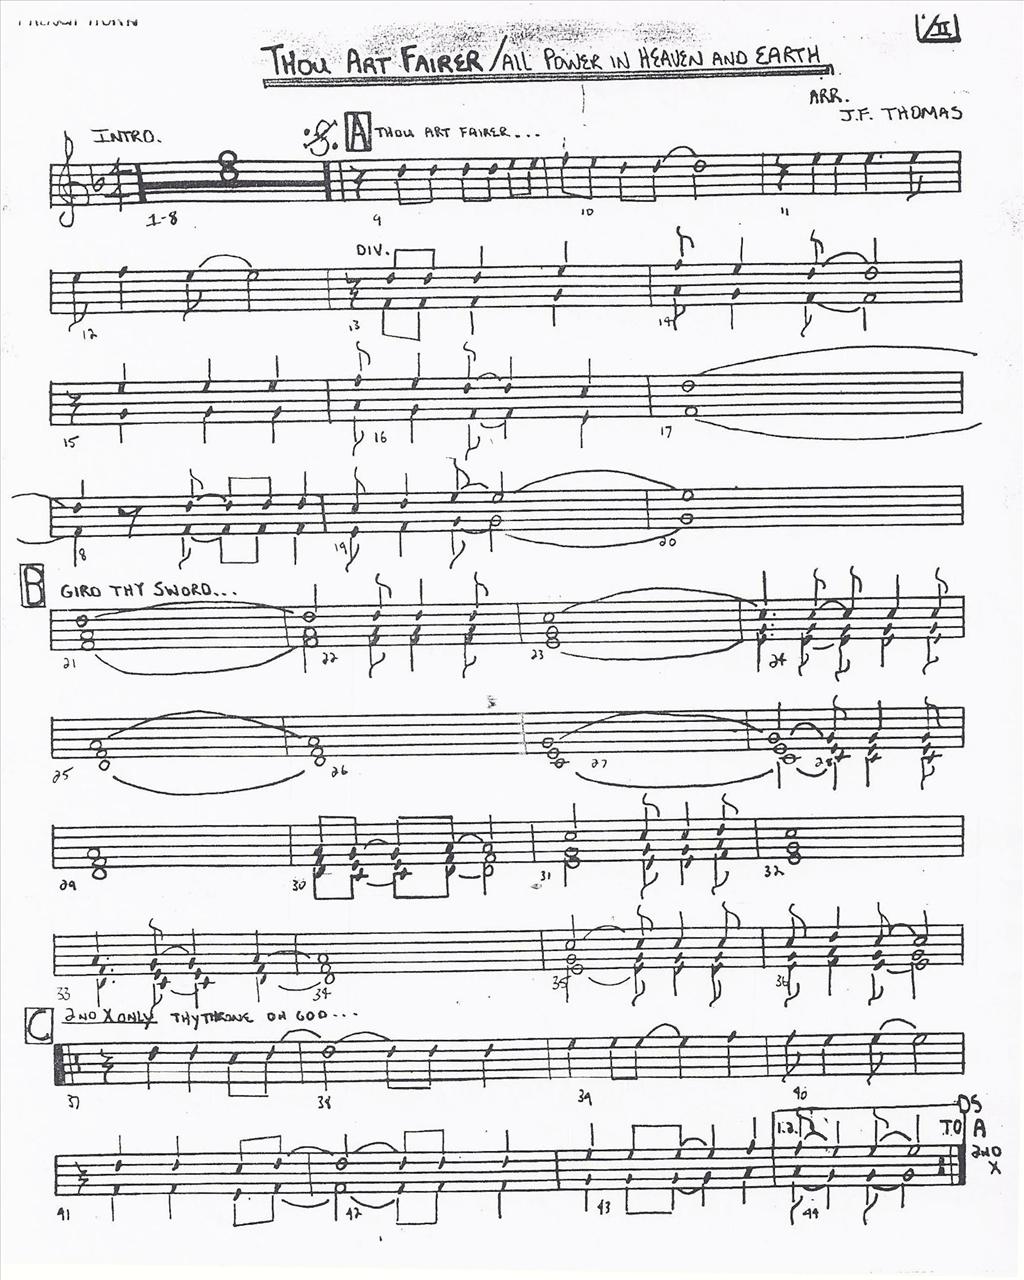 FRENCH HORN
I/II
THOU ART FAIRER/ALL POWER IN HEAVEN AND EARTH
ARR.
J.F. THOMAS
INTRO.
A THOU ART FAIRER...
8
1-8 9 10 11
DIV.
12 13 14
15 16 17
18 19 20
B GIRD THY SWORD...
21 22 23 24
25 26 27 28
29 30 31 32
33 34 35 36
C 2ND X ONLY THY THRONE OH GOD...
37 38 39 40
DS
1.2. TO A
2ND
X
41 42 43 44